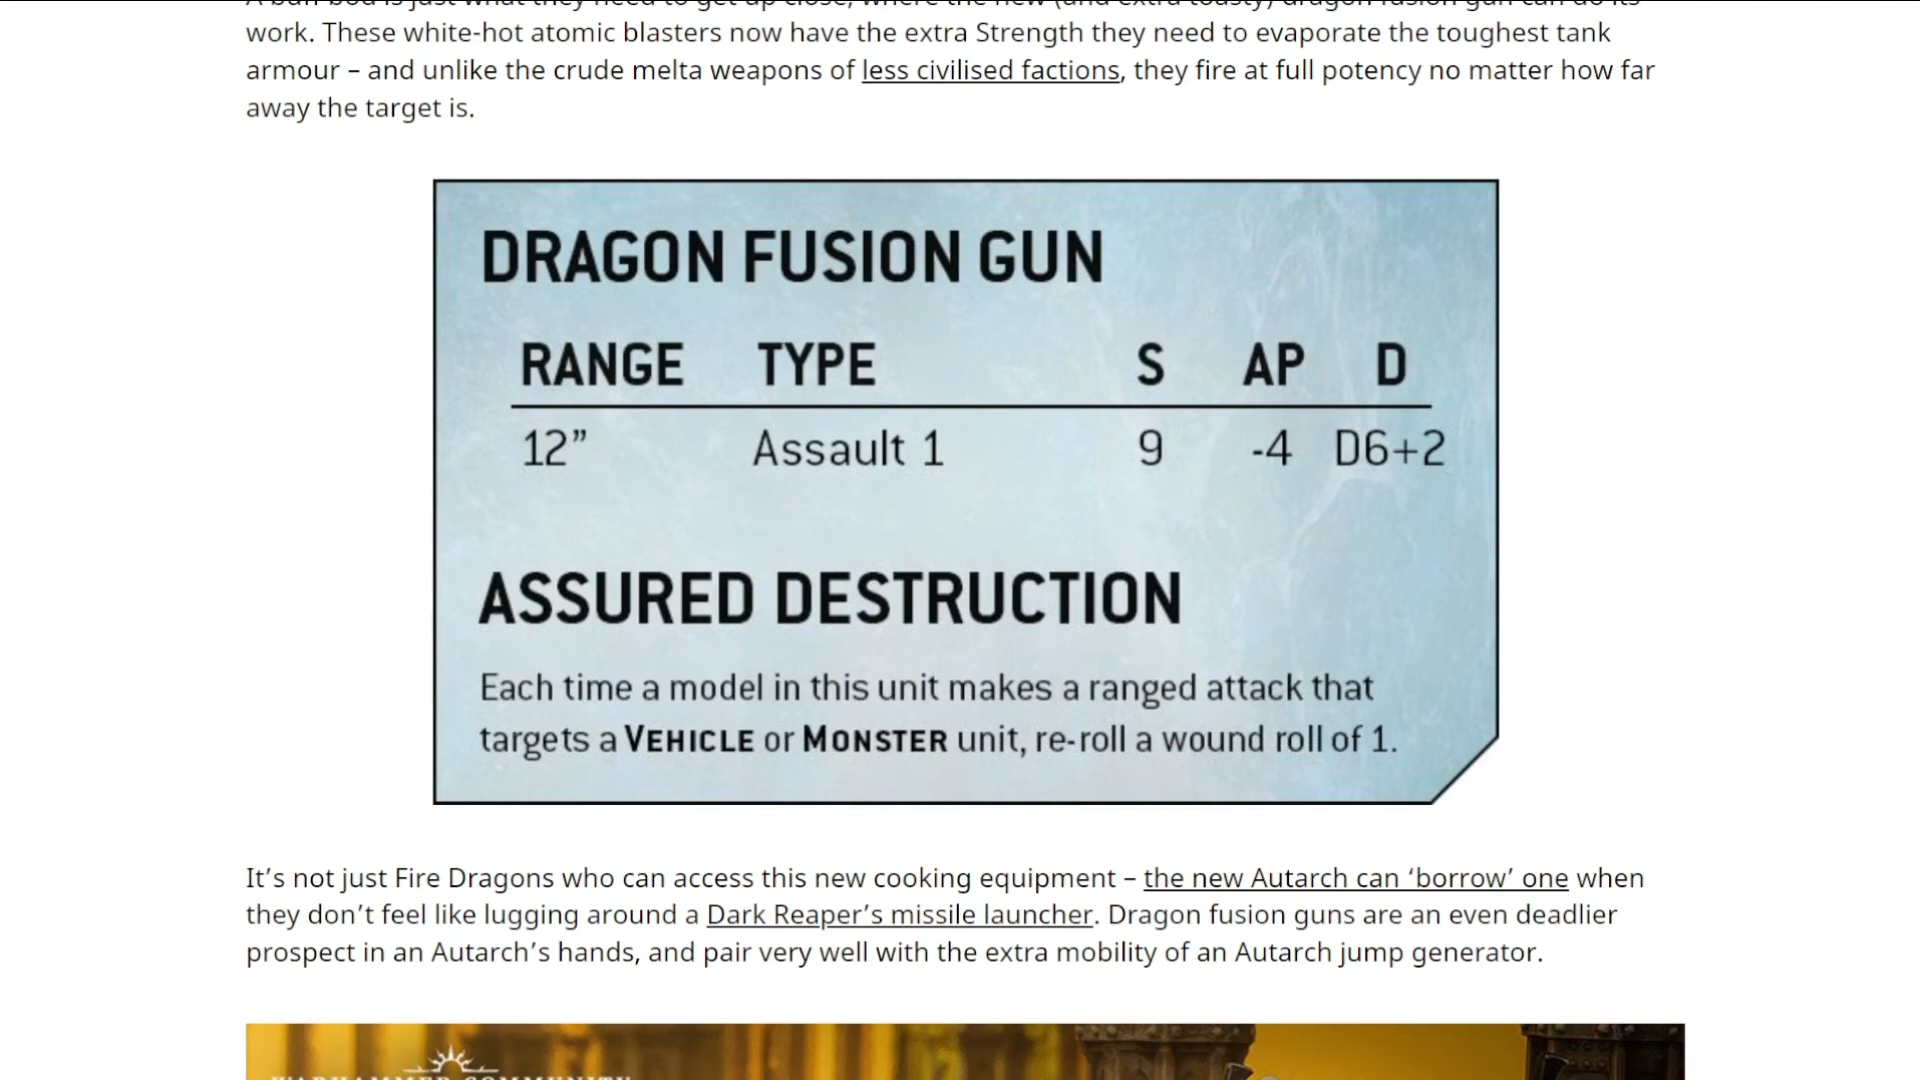 work. These white-hot atomic blasters now have the extra Strength they need to evaporate the toughest tank
armour – and unlike the crude melta weapons of less civilised factions, they fire at full potency no matter how far
away the target is.
DRAGON FUSION GUN
RANGE TYPE S AP D
12” Assault 1 9 -4 D6+2
ASSURED DESTRUCTION
Each time a model in this unit makes a ranged attack that
targets a VEHICLE or MONSTER unit, re-roll a wound roll of 1.
It’s not just Fire Dragons who can access this new cooking equipment – the new Autarch can ‘borrow’ one when
they don’t feel like lugging around a Dark Reaper’s missile launcher. Dragon fusion guns are an even deadlier
prospect in an Autarch’s hands, and pair very well with the extra mobility of an Autarch jump generator.
WARHAMMER COMMUNITY